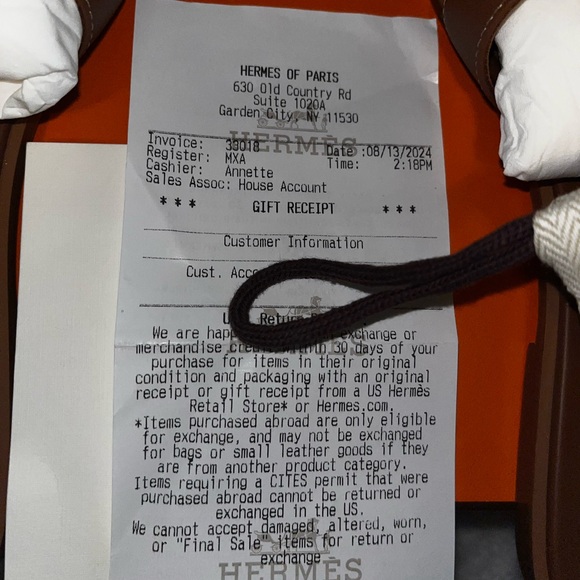 HERMES OF PARIS
630 Old Country Rd
Suite 1020A
Garden City, NY 11530
HERMÈS
Invoice: 33018 Date :08/13/2024
Register: MXA Time: 2:18PM
Cashier: Annette
Sales Assoc: House Account
* * * GIFT RECEIPT * * *
Customer Information
Cust.
Return
We are exchange or
merchandise 30 days of your
purchase for items in their original
condition and packaging with an original
receipt or gift receipt from a US Hermès
Retail Store* or Hermes.com.
*Items purchased abroad are only eligible
for exchange, and may not be exchanged
for bags or small leather goods if they
are from another product category.
Items requiring a CITES permit that were
purchased abroad cannot be returned or
exchanged in the US.
We cannot accept damaged, altered, worn,
or "Final Sale" items for return or
exchange
HERMÈS